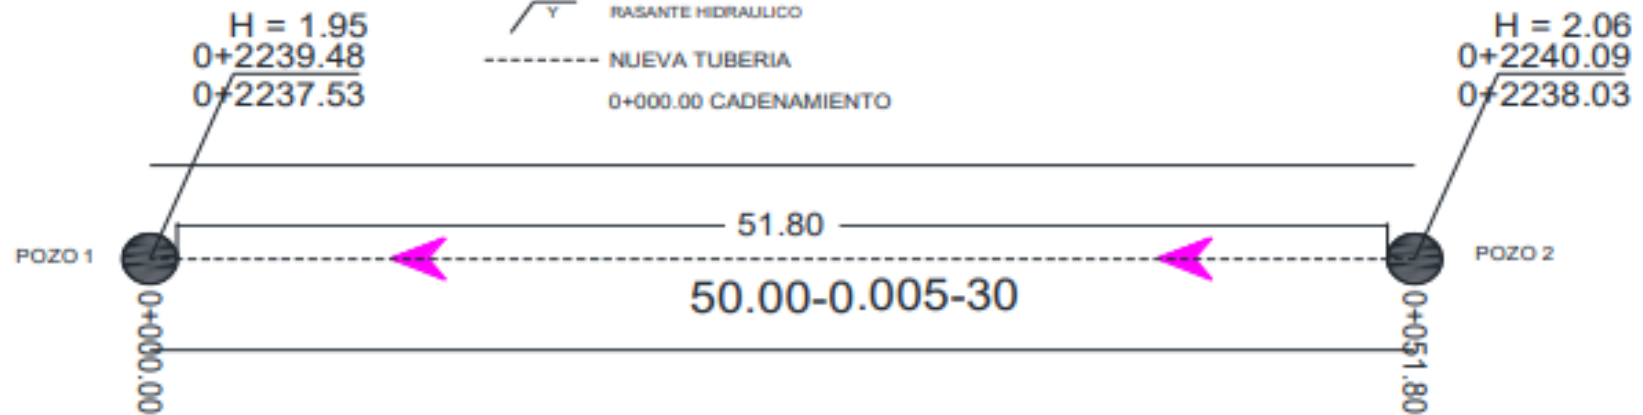 H = 1.95
0+2239.48
0+2237.53
Y
RASANTE HIDRAULICO
NUEVA TUBERIA
0+000.00 CADENAMIENTO
H = 2.06
0+2240.09
0+2238.03
51.80
POZO 1
POZO 2
50.00-0.005-30
0+000.00
0+051.80